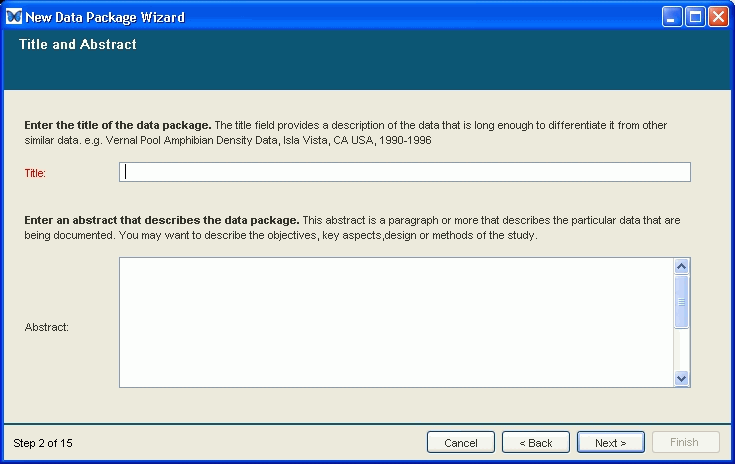 New Data Package Wizard
Title and Abstract
Enter the title of the data package. The title field provides a description of the data that is long enough to differentiate it from other
similar data. e.g. Vernal Pool Amphibian Density Data, Isla Vista, CA USA, 1990-1996
Title:
Enter an abstract that describes the data package. This abstract is a paragraph or more that describes the particular data that are
being documented. You may want to describe the objectives, key aspects,design or methods of the study.
Abstract:
Step 2 of 15
Cancel
< Back
Next >
Finish